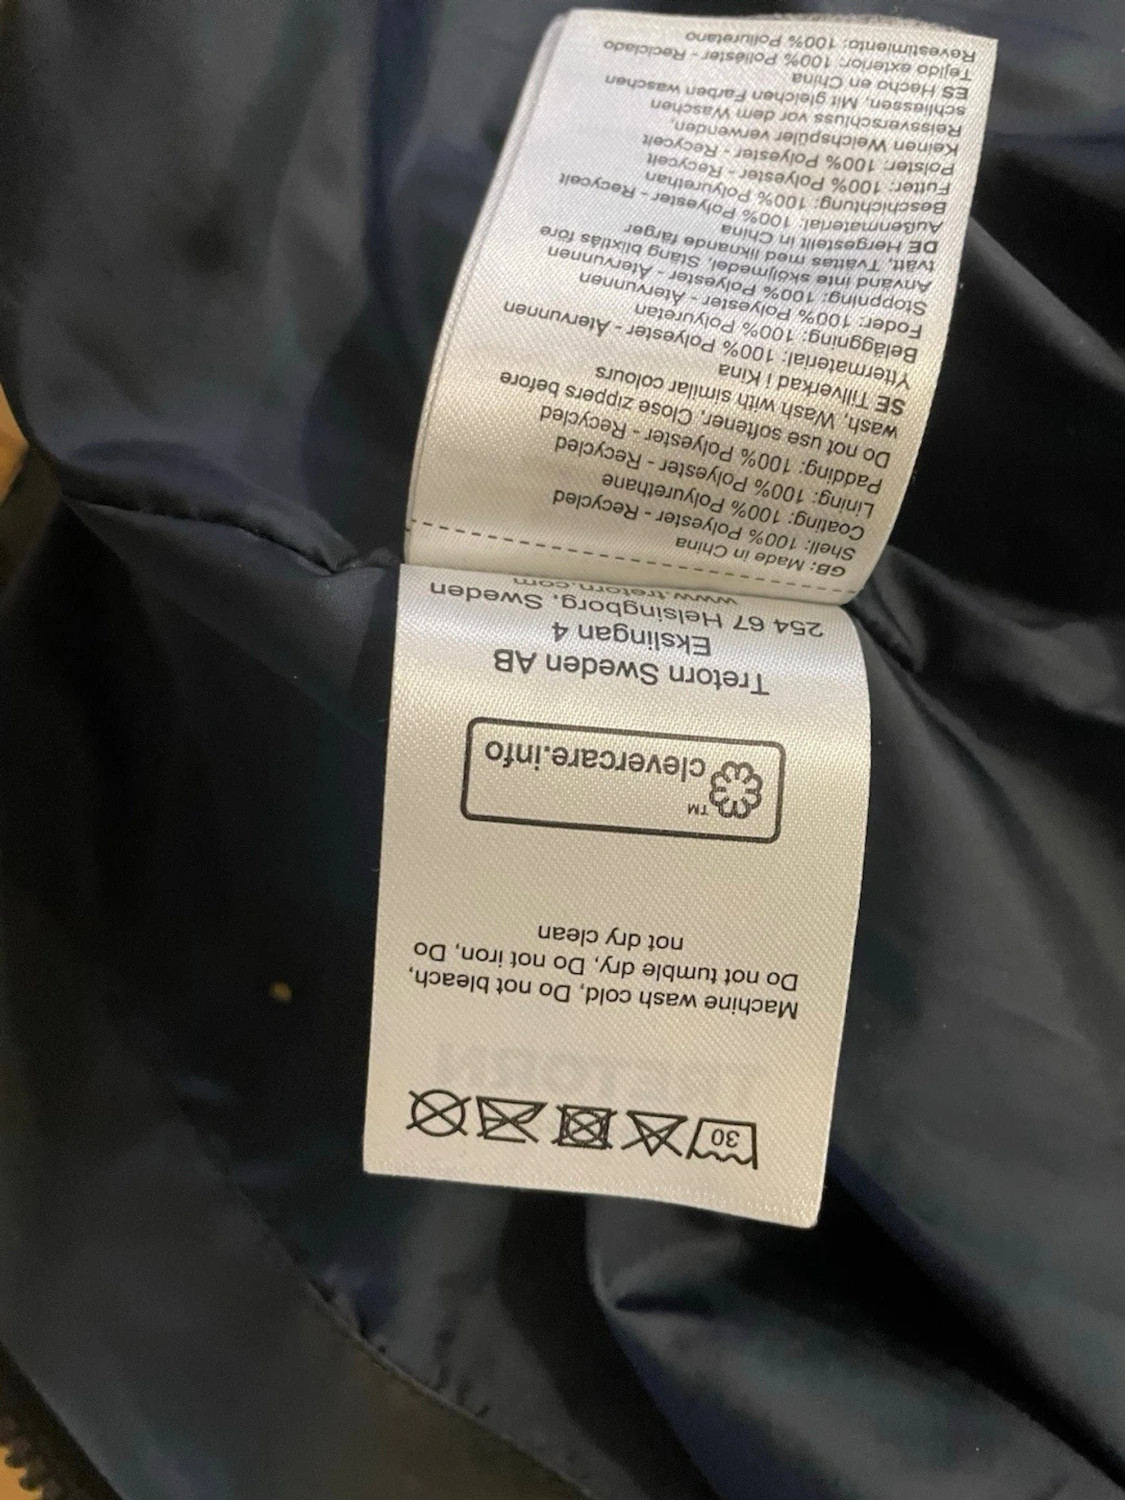 30
TRETORN
Machine wash cold, Do not bleach,
Do not tumble dry, Do not iron, Do
not dry clean
clevercare.info
TM
Tretorn Sweden AB
Ekslingan 4
254 67 Helsingborg, Sweden
www.tretorn.com
GB: Made in China
Shell: 100% Polyester - Recycled
Coating: 100% Polyurethane
Lining: 100% Polyester - Recycled
Padding: 100% Polyester - Recycled
Do not use softener, Close zippers before
wash, Wash with similar colours
SE Tillverkad i Kina
Yttermaterial: 100% Polyester - Återvunnen
Beläggning: 100% Polyuretan
Foder: 100% Polyester - Återvunnen
Stoppning: 100% Polyester - Återvunnen
Använd inte sköljmedel, Stäng blixtlås före
tvätt, Tvättas med liknande färger
DE Hergestellt in China
Außenmaterial: 100% Polyester - Recycelt
Beschichtung: 100% Polyurethan
Futter: 100% Polyester - Recycelt
Polster: 100% Polyester - Recycelt
Keinen Weichspüler verwenden,
Reissverschluss vor dem Waschen
schliessen, Mit gleichen Farben waschen
ES Hecho en China
Tejido exterior: 100% Poliéster - Reciclado
Revestimiento: 100% Poliuretano